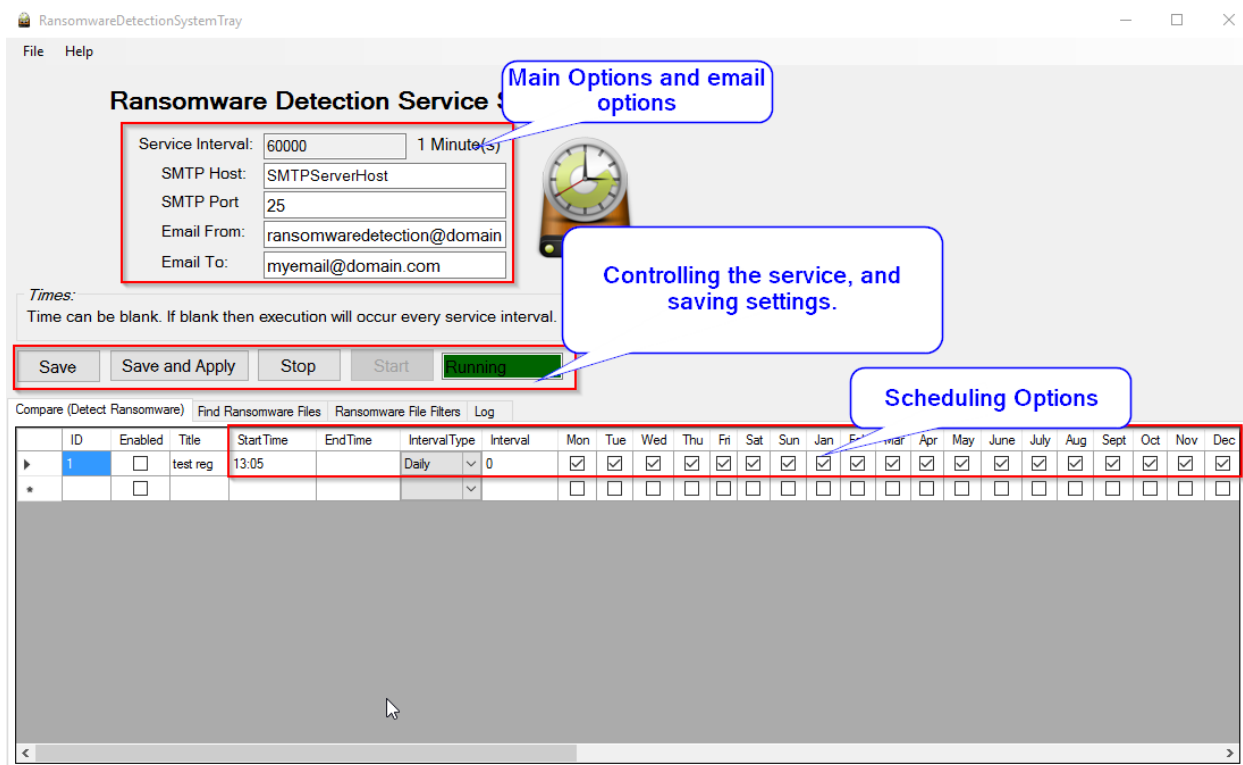 RansomwareDetectionSystemTray
File Help
Main Options and email
options
Ransomware Detection Service
Service Interval: 60000 1 Minute(s)
SMTP Host: SMTPServerHost
SMTP Port 25
Email From: ransomwaredetection@domain
Email To: myemail@domain.com
Controlling the service, and
saving settings.
Times:
Time can be blank. If blank then execution will occur every service interval.
Save Save and Apply Stop Start Running
Scheduling Options
Compare (Detect Ransomware) Find Ransomware Files Ransomware File Filters Log
ID Enabled Title StartTime EndTime IntervalType Interval Mon Tue Wed Thu Fri Sat Sun Jan Feb Mar Apr May June July Aug Sept Oct Nov Dec
1 test reg 13:05 Daily 0
*